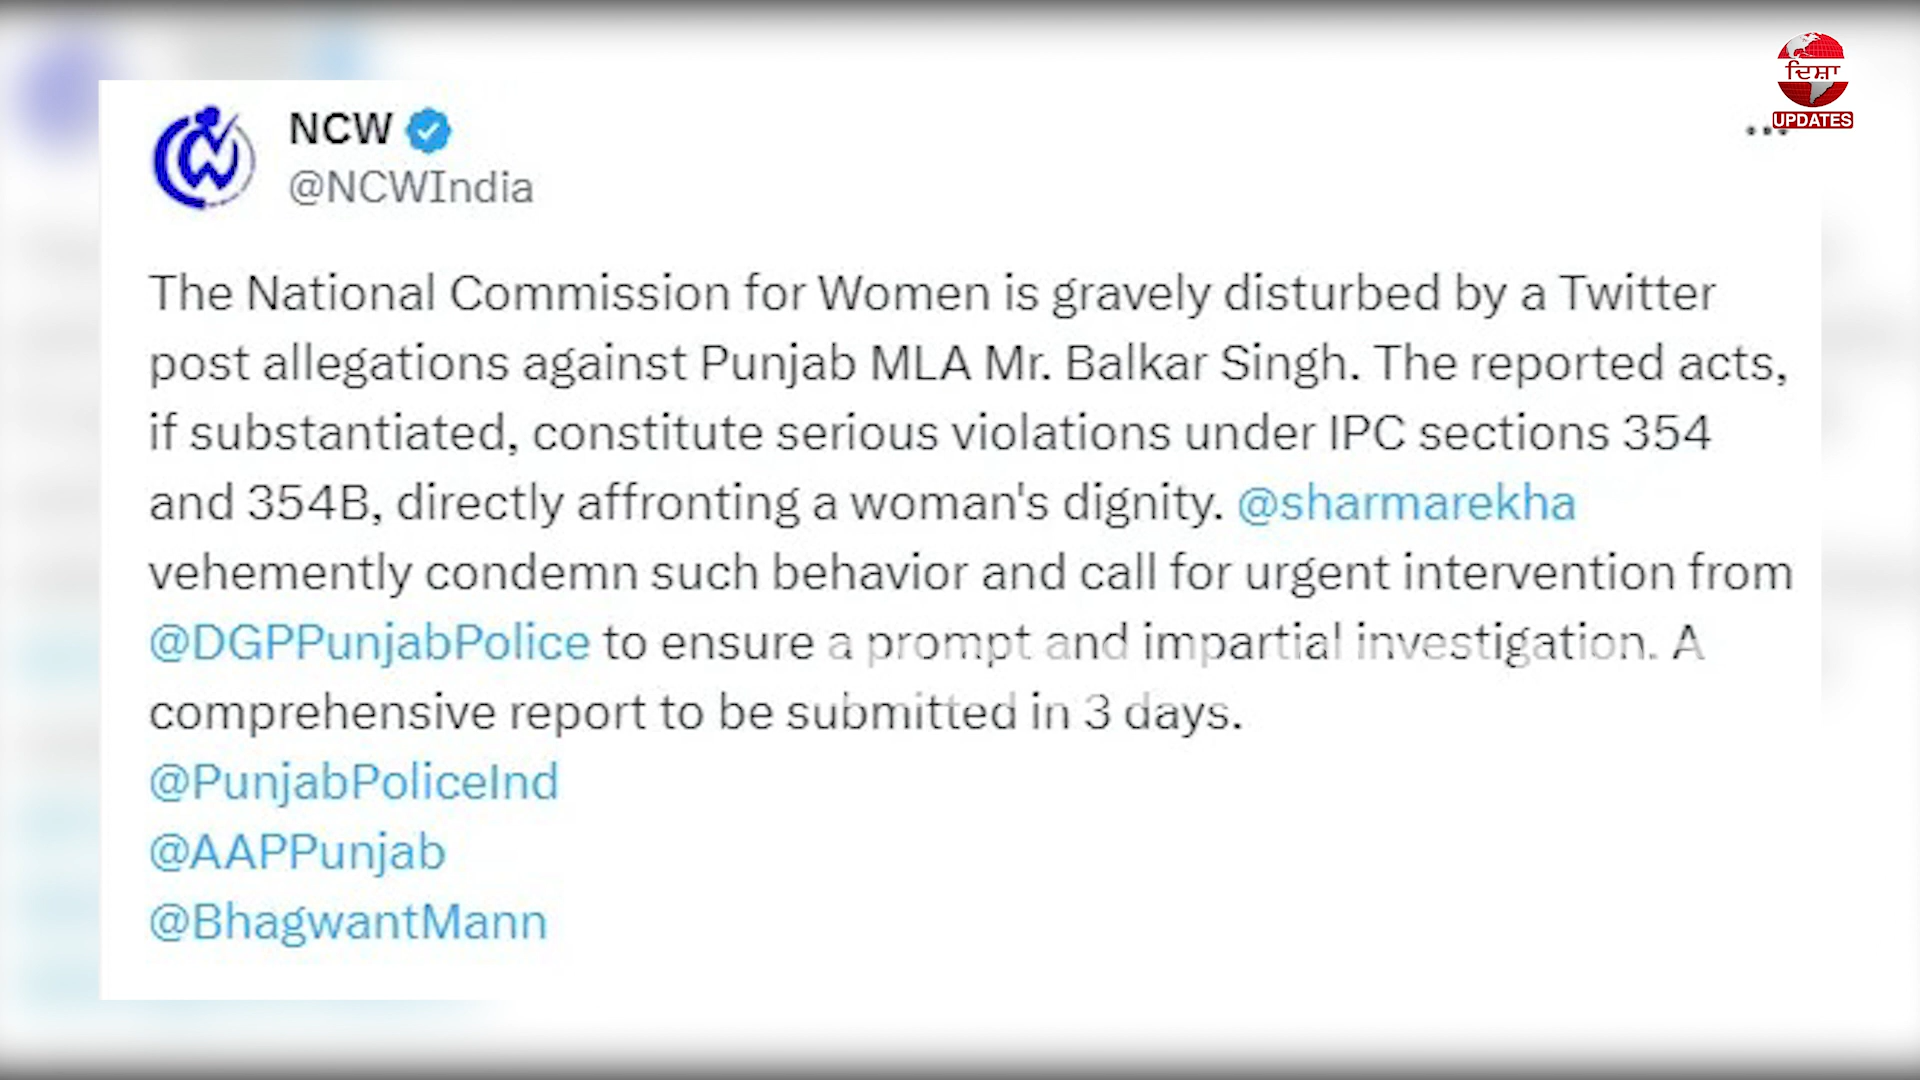 ਦਿਸ਼ਾ
UPDATES
NCW
@NCWIndia
The National Commission for Women is gravely disturbed by a Twitter
post allegations against Punjab MLA Mr. Balkar Singh. The reported acts,
if substantiated, constitute serious violations under IPC sections 354
and 354B, directly affronting a woman's dignity. @sharmarekha
vehemently condemn such behavior and call for urgent intervention from
@DGPPunjabPolice to ensure a prompt and impartial investigation. A
comprehensive report to be submitted in 3 days.
@PunjabPoliceInd
@AAPPunjab
@BhagwantMann